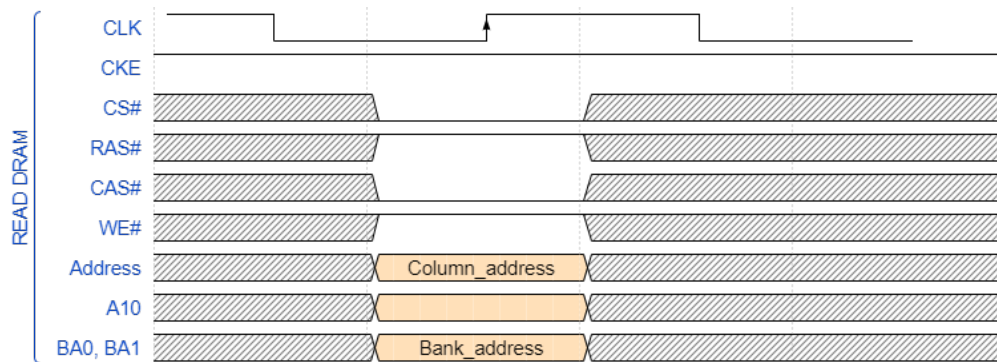 READ DRAM
CLK
CKE
CS#
RAS#
CAS#
WE#
Address Column_address
A10
BA0, BA1 Bank_address